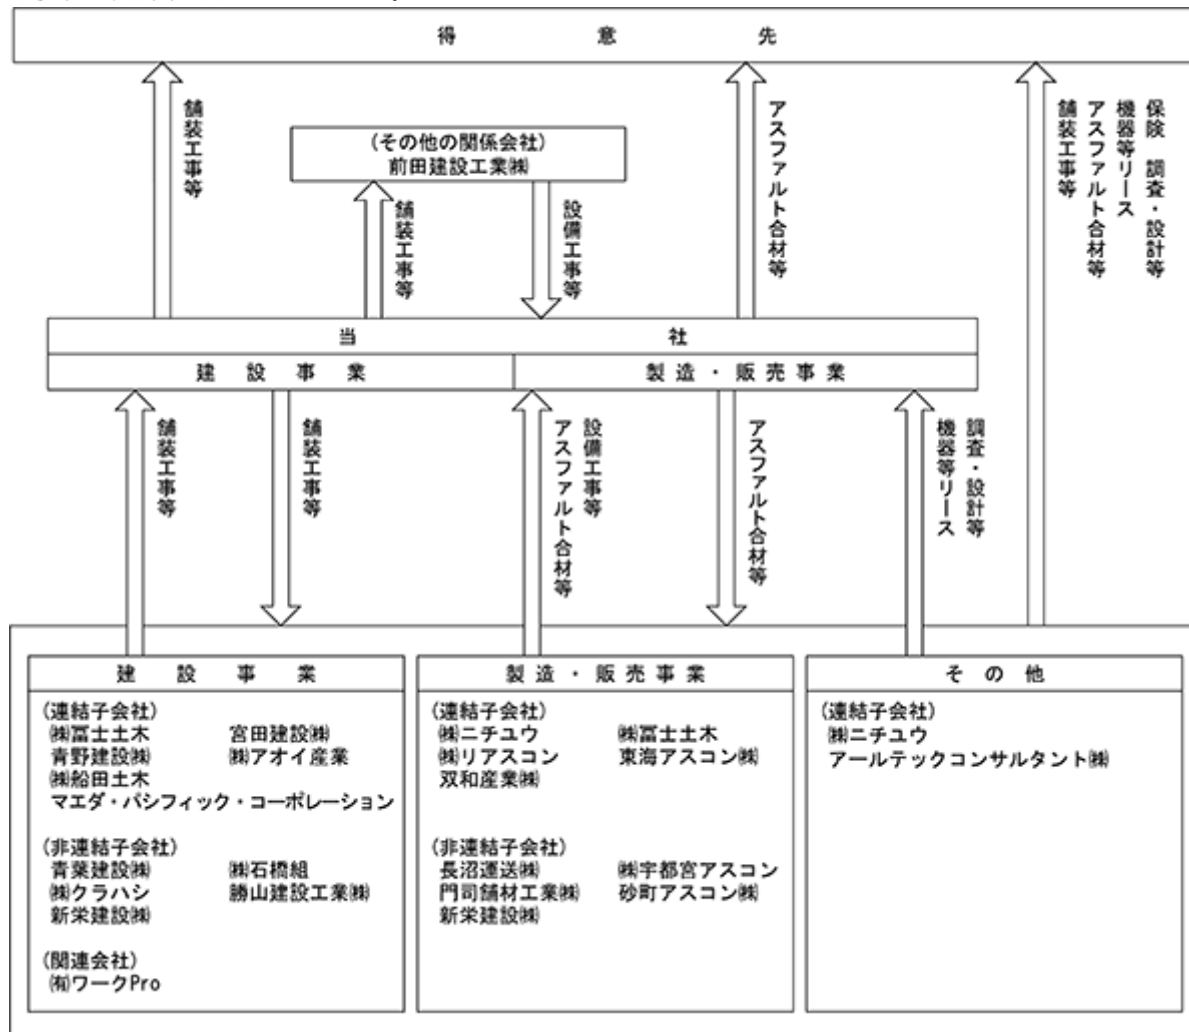 得意先
舗装工事等
(その他の関係会社)
前田建設工業㈱
舗装工事等
設備工事等
アスファルト合材等
保険 調査・設計等
機器等リース
アスファルト合材等
舗装工事等
当社
建設事業
製造・販売事業
舗装工事等
舗装工事等
設備工事等
アスファルト合材等
アスファルト合材等
調査・設計等
機器等リース
建設事業
(連結子会社)
㈱冨士土木 宮田建設㈱
青野建設㈱ ㈱アオイ産業
㈱船田土木
マエダ・パシフィック・コーポレーション
(非連結子会社)
青葉建設㈱ ㈱石橋組
㈱クラハシ 勝山建設工業㈱
新栄建設㈱
(関連会社)
㈲ワークPro
製造・販売事業
(連結子会社)
㈱ニチユウ ㈱冨士土木
㈱リアスコン 東海アスコン㈱
双和産業㈱
(非連結子会社)
長沼運送㈱ ㈱宇都宮アスコン
門司舗材工業㈱ 砂町アスコン㈱
新栄建設㈱
その他
(連結子会社)
㈱ニチユウ
アールテックコンサルタント㈱